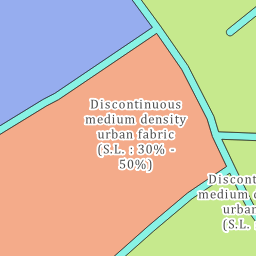 Discontinuous
medium density
urban fabric
(S.L. : 30% -
50%)
Discont
medium d
urban
(S.L. :